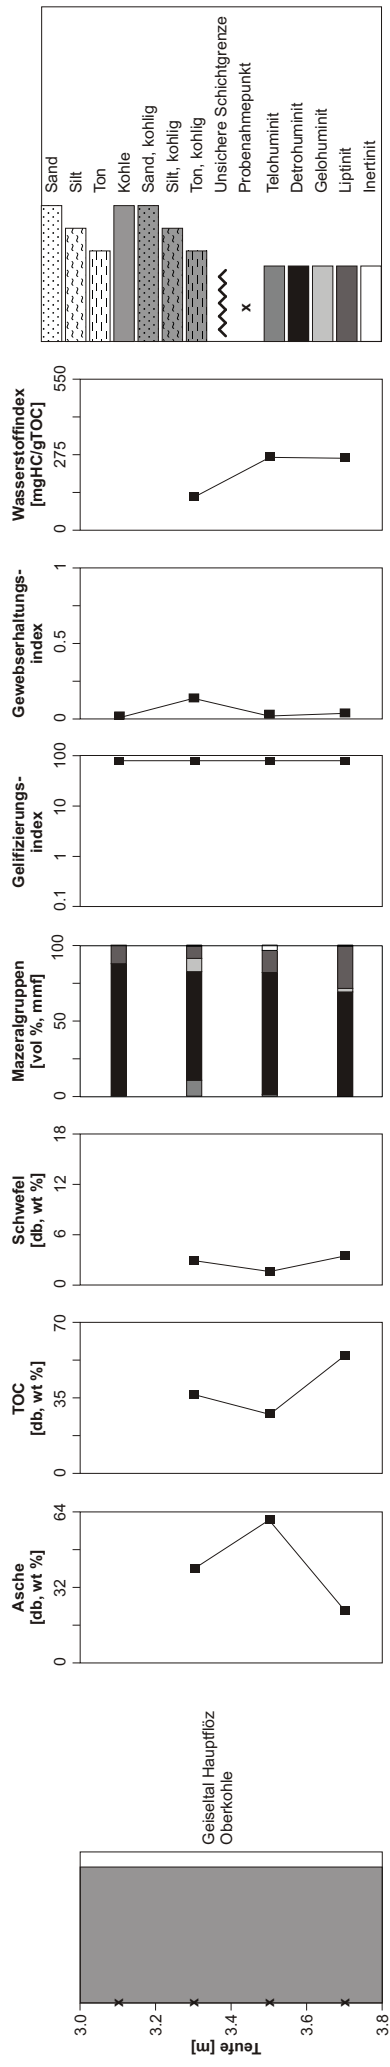 Teufe [m]
3.0
3.2
3.4
3.6
3.8
x
x
x
x
Geiseltal Hauptflöz
Oberkohle
Asche
[db, wt %]
0
32
64
TOC
[db, wt %]
0
35
70
Schwefel
[db, wt %]
0
6
12
18
Mazeralgruppen
[vol %, mmf]
0
50
100
Gelifizierungs-
index
0.1
1
10
100
Gewebserhaltungs-
index
0
0.5
1
Wasserstoffindex
[mgHC/gTOC]
0
275
550
Sand
Silt
Ton
Kohle
Sand, kohlig
Silt, kohlig
Ton, kohlig
Unsichere Schichtgrenze
x Probenahmepunkt
Telohuminit
Detrohuminit
Gelohuminit
Liptinit
Inertinit